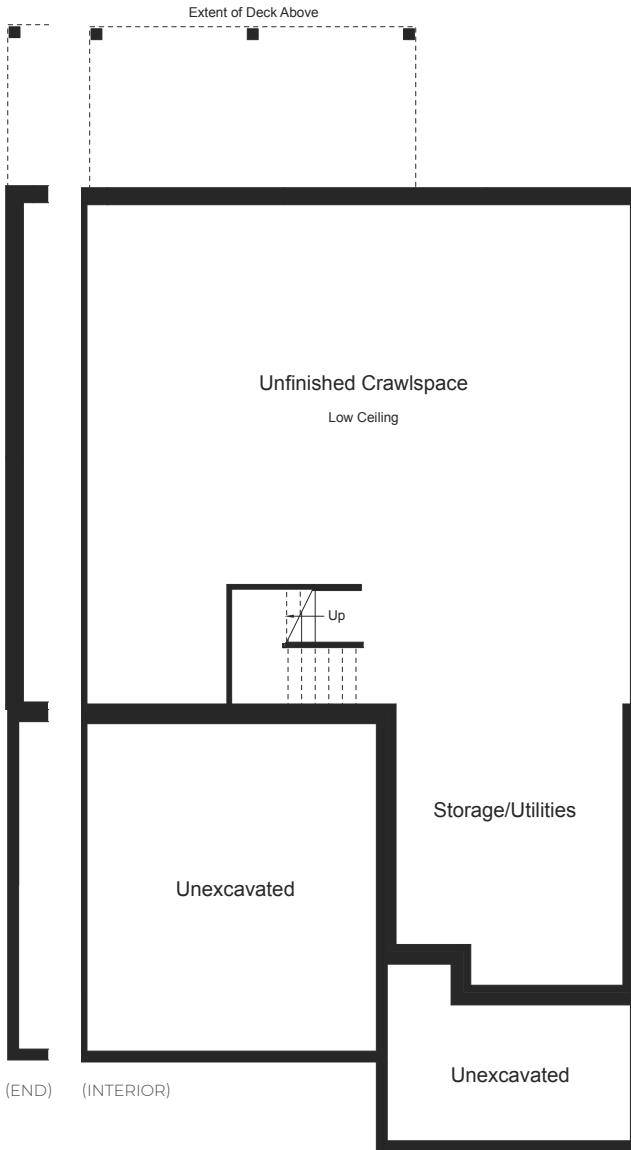 Extent of Deck Above
Unfinished Crawlspace
Low Ceiling
Up
Storage/Utilities
Unexcavated
Unexcavated
(END)
(INTERIOR)